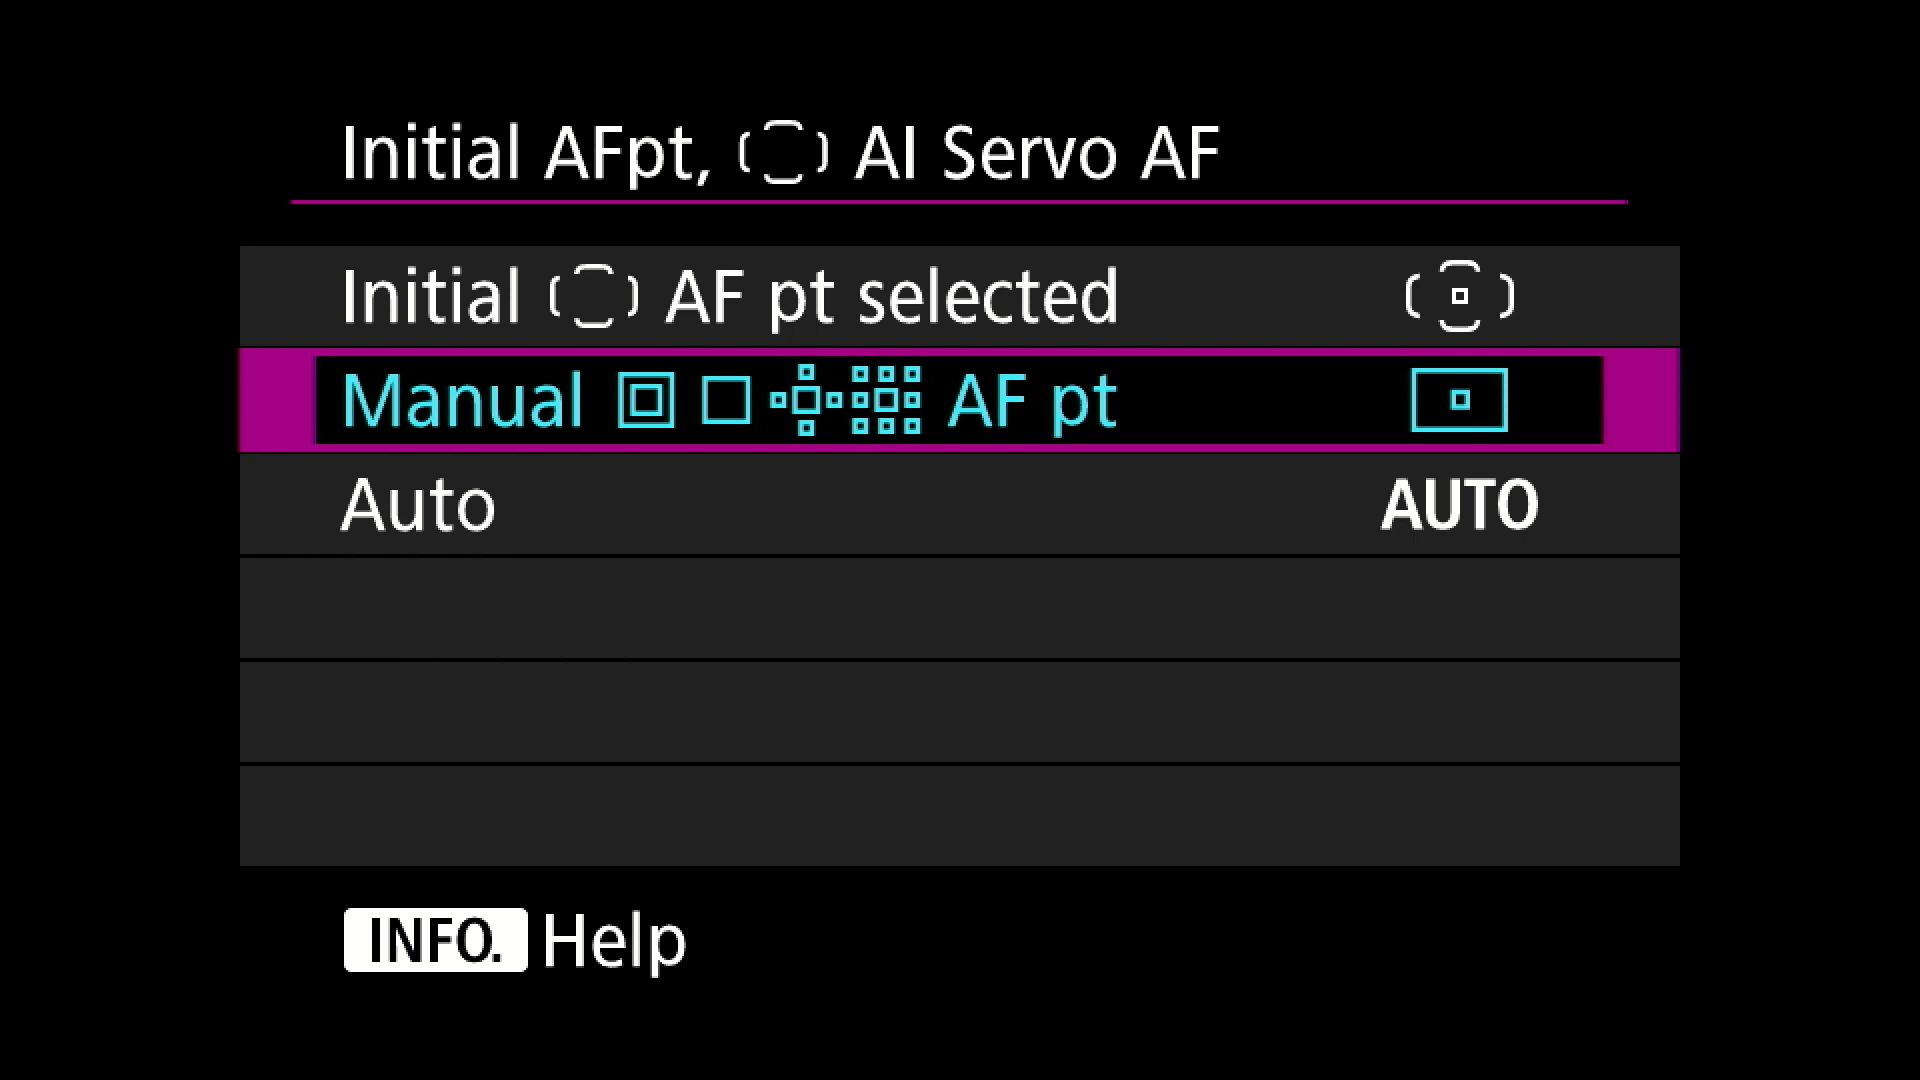 Initial AFpt, AI Servo AF
Initial AF pt selected
Manual AF pt
Auto AUTO
INFO. Help